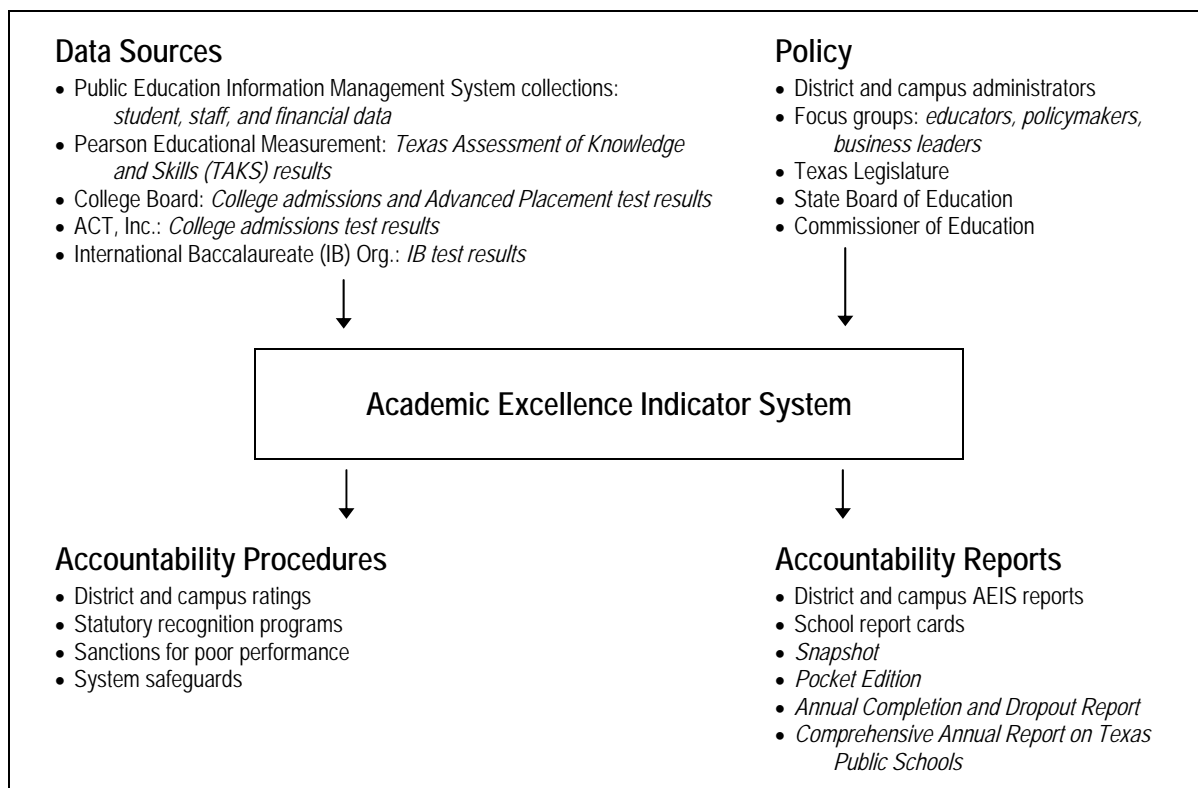 Data Sources
• Public Education Information Management System collections:
student, staff, and financial data
• Pearson Educational Measurement: Texas Assessment of Knowledge
and Skills (TAKS) results
• College Board: College admissions and Advanced Placement test results
• ACT, Inc.: College admissions test results
• International Baccalaureate (IB) Org.: IB test results
Policy
• District and campus administrators
• Focus groups: educators, policymakers,
business leaders
• Texas Legislature
• State Board of Education
• Commissioner of Education
Academic Excellence Indicator System
Accountability Procedures
• District and campus ratings
• Statutory recognition programs
• Sanctions for poor performance
• System safeguards
Accountability Reports
• District and campus AEIS reports
• School report cards
• Snapshot
• Pocket Edition
• Annual Completion and Dropout Report
• Comprehensive Annual Report on Texas
Public Schools